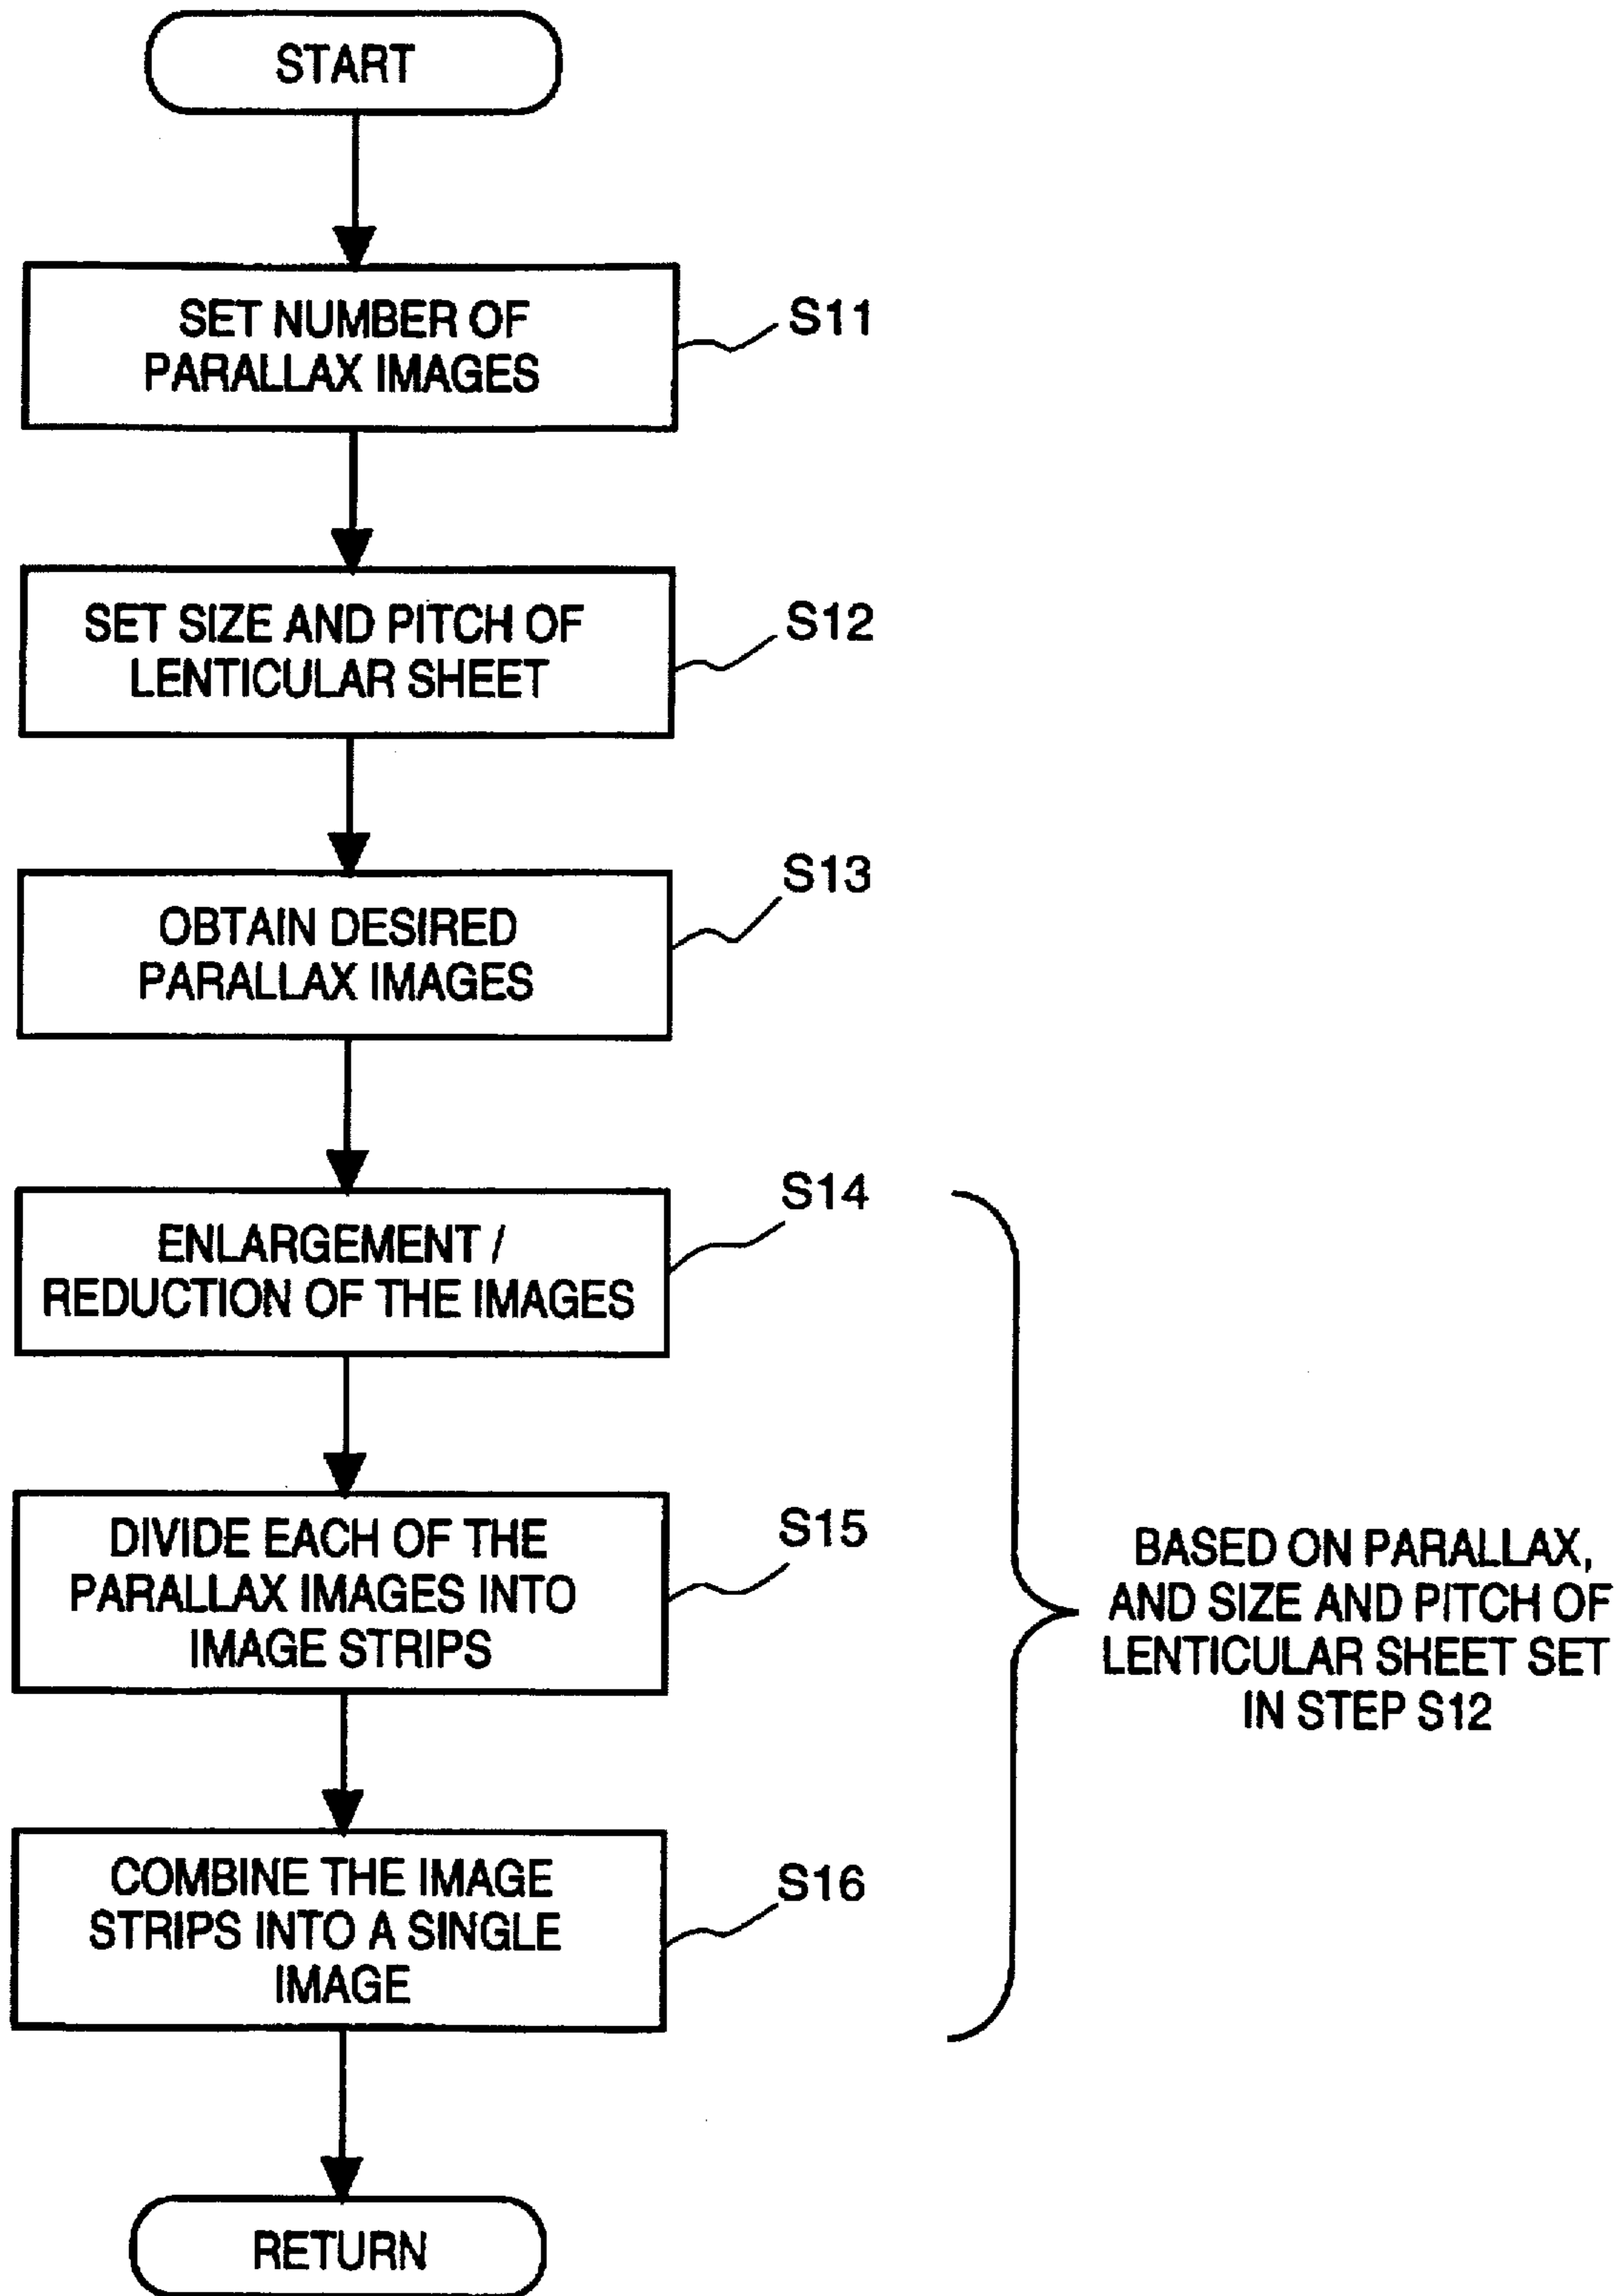 START
SET NUMBER OF
PARALLAX IMAGES
S11
SET SIZE AND PITCH OF
LENTICULAR SHEET
S12
OBTAIN DESIRED
PARALLAX IMAGES
S13
ENLARGEMENT /
REDUCTION OF THE IMAGES
S14
DIVIDE EACH OF THE
PARALLAX IMAGES INTO
IMAGE STRIPS
S15
COMBINE THE IMAGE
STRIPS INTO A SINGLE
IMAGE
S16
BASED ON PARALLAX,
AND SIZE AND PITCH OF
LENTICULAR SHEET SET
IN STEP S12
RETURN